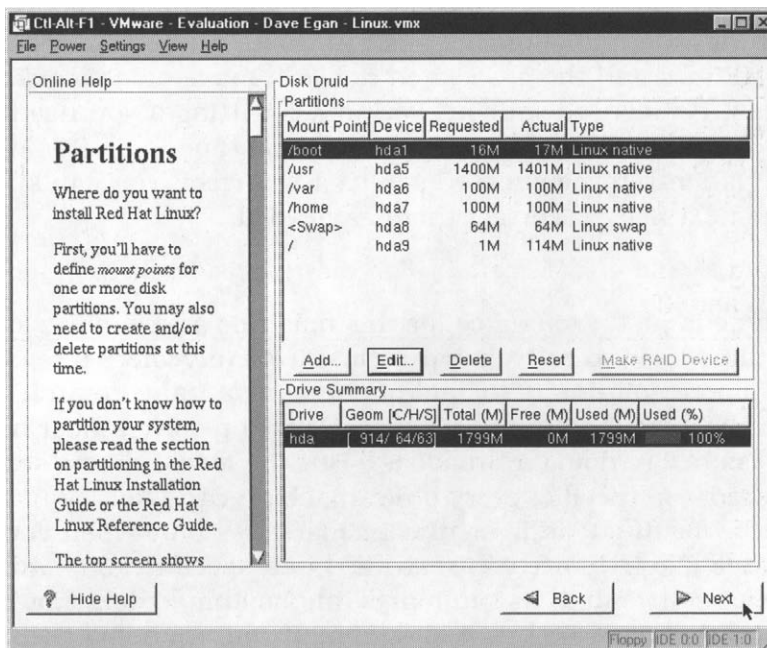 Ctl-Alt-F1 - VMware - Evaluation - Dave Egan - Linux.vmx
File Power Settings View Help
Online Help
Partitions
Where do you want to
install Red Hat Linux?
First, you'll have to
define mount points for
one or more disk
partitions. You may also
need to create and/or
delete partitions at this
time.
If you don't know how to
partition your system,
please read the section
on partitioning in the Red
Hat Linux Installation
Guide or the Red Hat
Linux Reference Guide.
The top screen shows
Disk Druid
Partitions
Mount Point Device Requested Actual Type
/boot hda1 16M 17M Linux native
/usr hda5 1400M 1401M Linux native
/var hda6 100M 100M Linux native
/home hda7 100M 100M Linux native
<Swap> hda8 64M 64M Linux swap
/ hda9 1M 114M Linux native
Add... Edit... Delete Reset Make RAID Device
Drive Summary
Drive Geom [C/H/S] Total (M) Free (M) Used (M) Used (%)
hda [ 914/ 64/63] 1799M 0M 1799M 100%
? Hide Help Back Next
Floppy IDE 0:0 IDE 1:0